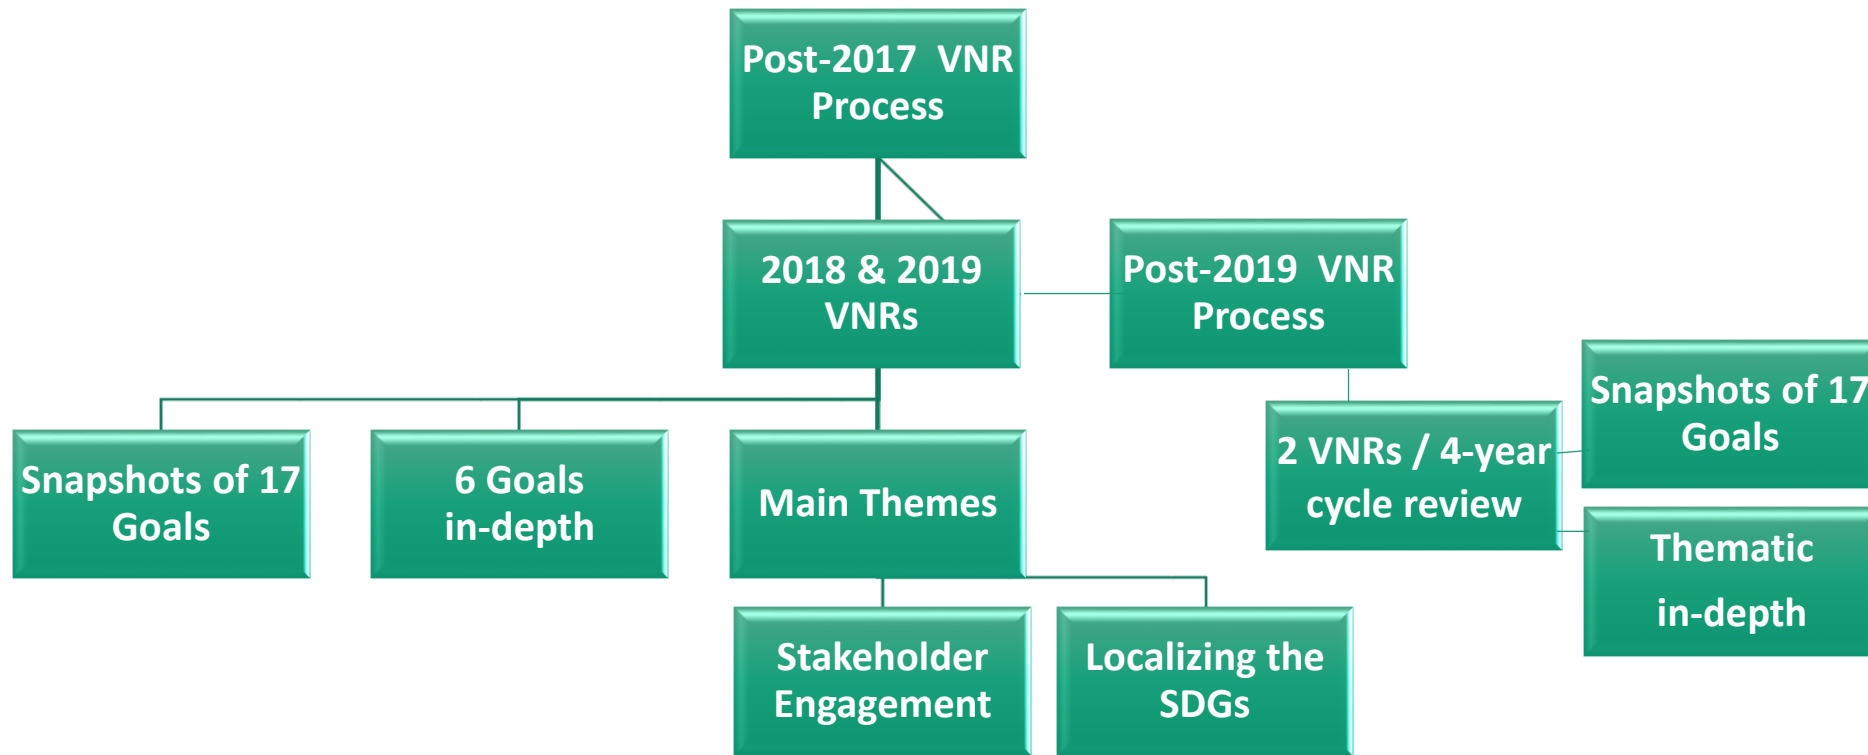 Post-2017 VNR
Process
2018 & 2019
VNRs
Post-2019 VNR
Process
Snapshots of 17
Goals
6 Goals
in-depth
Main Themes
2 VNRs / 4-year
cycle review
Snapshots of 17
Goals
Thematic
in-depth
Stakeholder
Engagement
Localizing the
SDGs